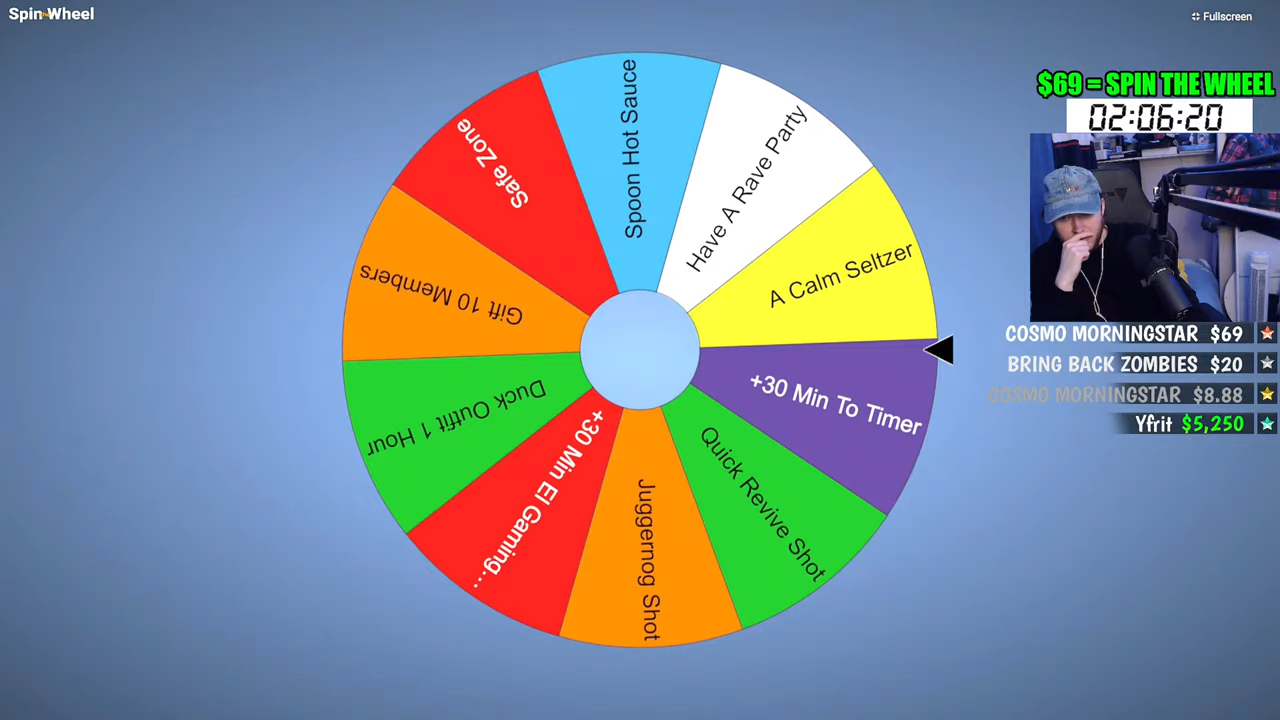 Spin The Wheel
Fullscreen
$69 = SPIN THE WHEEL
02:06:20
Spoon Hot Sauce
Have A Rave Party
A Calm Seltzer
+30 Min To Timer
Quick Revive Shot
Juggernog Shot
+30 Min El Gaming...
Duck Outfit 1 Hour
Gift 10 Members
Safe Zone
COSMO MORNINGSTAR $69
BRING BACK ZOMBIES $20
COSMO MORNINGSTAR $8.88
Yfrit $5,250